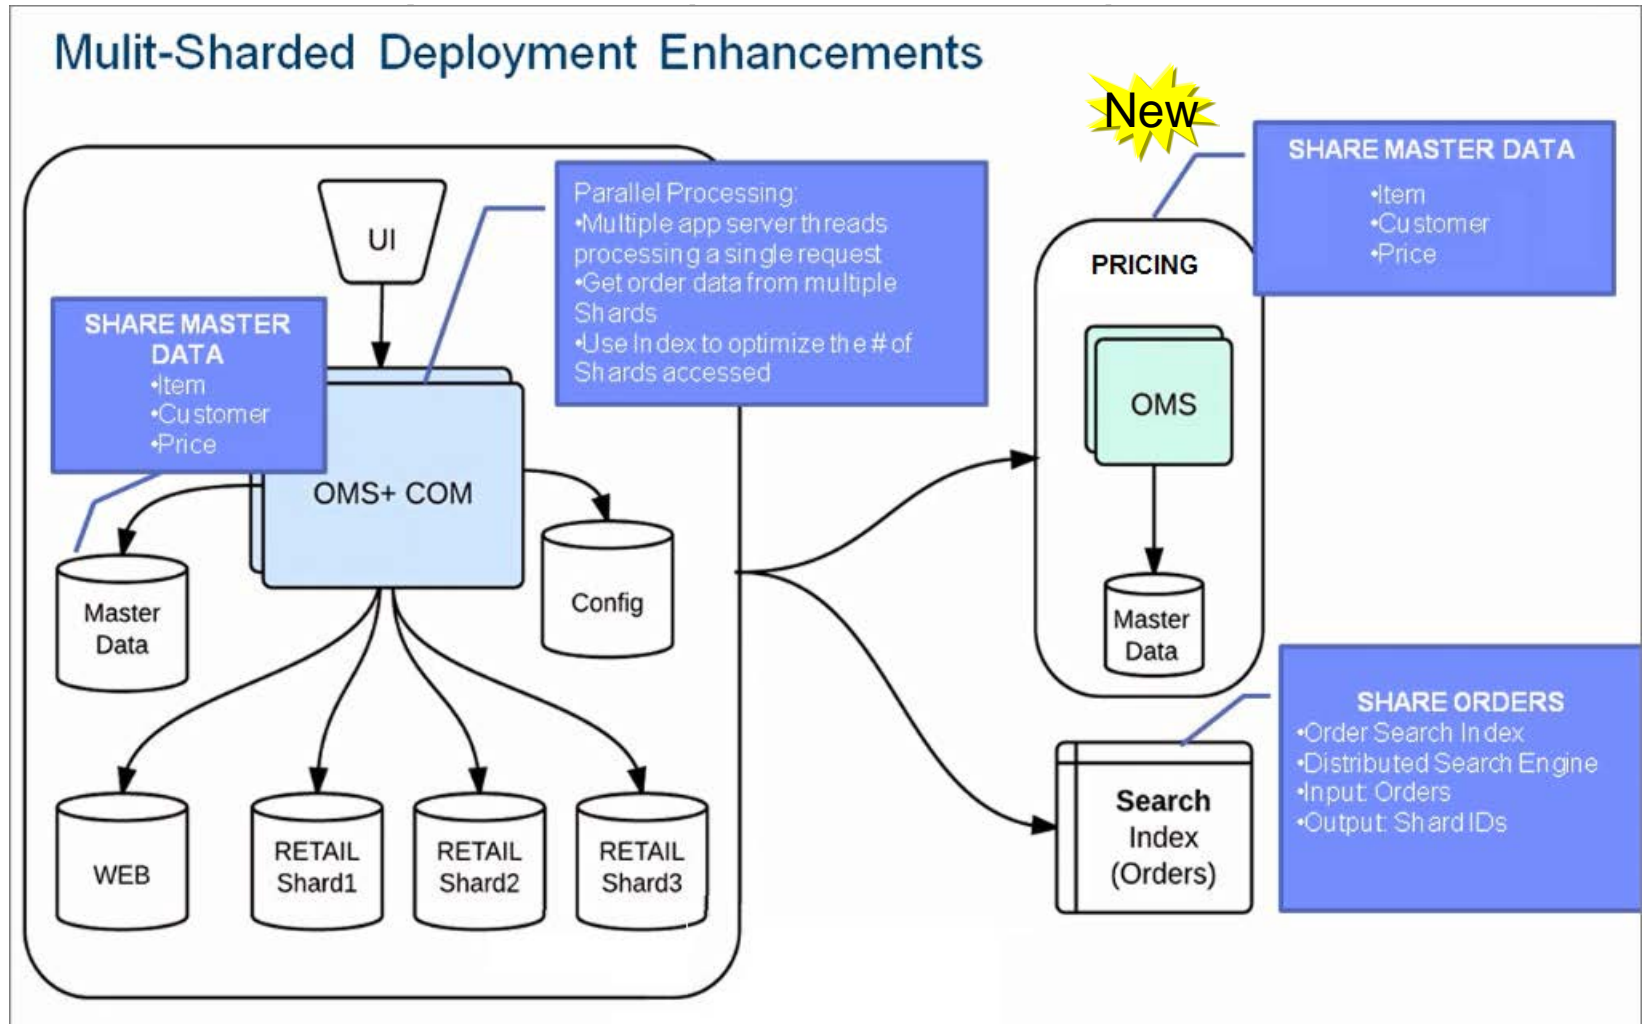 Mulit-Sharded Deployment Enhancements
New
SHARE MASTER DATA
•Item
•Customer
•Price
UI
Parallel Processing:
•Multiple app server threads
processing a single request
•Get order data from multiple
Shards
•Use Index to optimize the # of
Shards accessed
PRICING
SHARE MASTER
DATA
•Item
•Customer
•Price
OMS
OMS+ COM
Config
Master
Data
Master
Data
WEB
RETAIL
Shard1
RETAIL
Shard2
RETAIL
Shard3
Search
Index
(Orders)
SHARE ORDERS
•Order Search Index
•Distributed Search Engine
•Input: Orders
•Output: Shard IDs